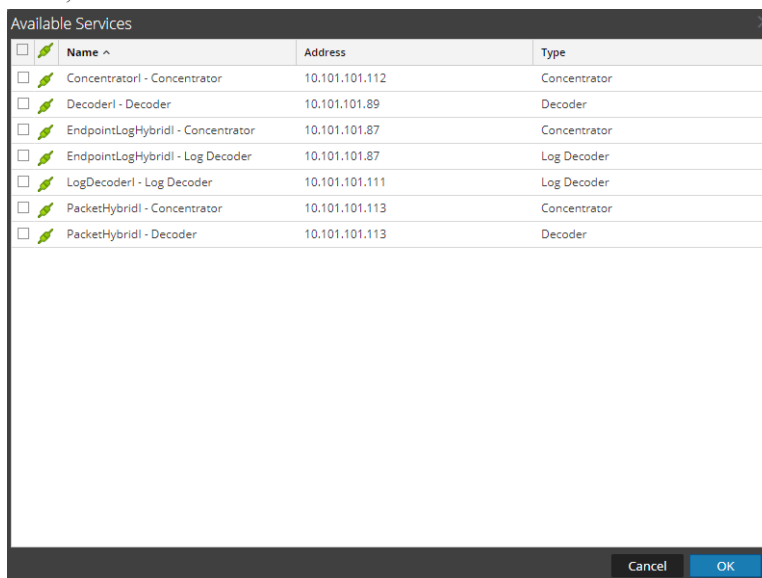 Available Services
Name ^ Address Type
ConcentratorI - Concentrator 10.101.101.112 Concentrator
DecoderI - Decoder 10.101.101.89 Decoder
EndpointLogHybridI - Concentrator 10.101.101.87 Concentrator
EndpointLogHybridI - Log Decoder 10.101.101.87 Log Decoder
LogDecoderI - Log Decoder 10.101.101.111 Log Decoder
PacketHybridI - Concentrator 10.101.101.113 Concentrator
PacketHybridI - Decoder 10.101.101.113 Decoder
Cancel OK